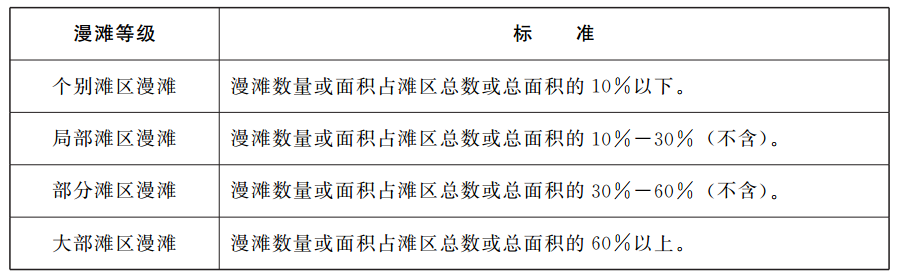 漫滩等级 标 准
个别滩区漫滩 漫滩数量或面积占滩区总数或总面积的10%以下。
局部滩区漫滩 漫滩数量或面积占滩区总数或总面积的10%—30%（不含）。
部分滩区漫滩 漫滩数量或面积占滩区总数或总面积的30%—60%（不含）。
大部滩区漫滩 漫滩数量或面积占滩区总数或总面积的60%以上。